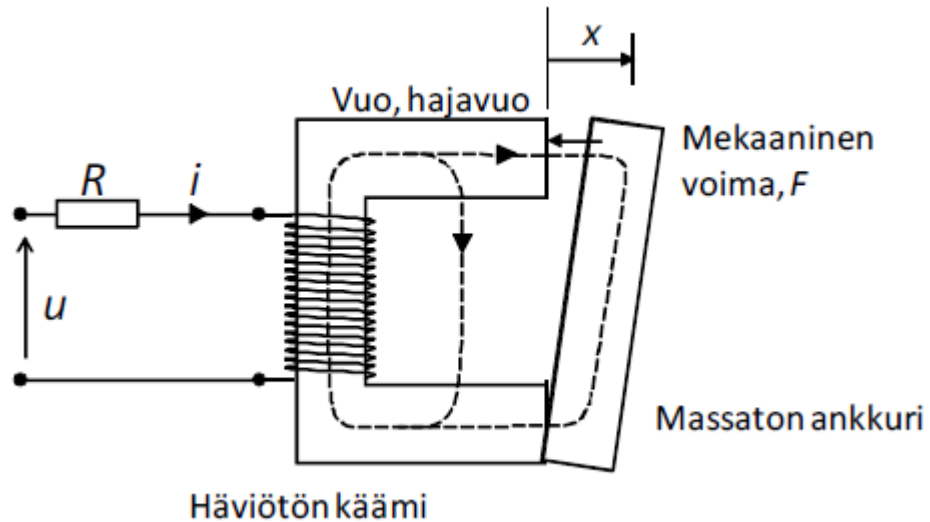 x
Vuo, hajavuo
Mekaaninen
voima, F
R
i
u
Massaton ankkuri
Häviötön käämi